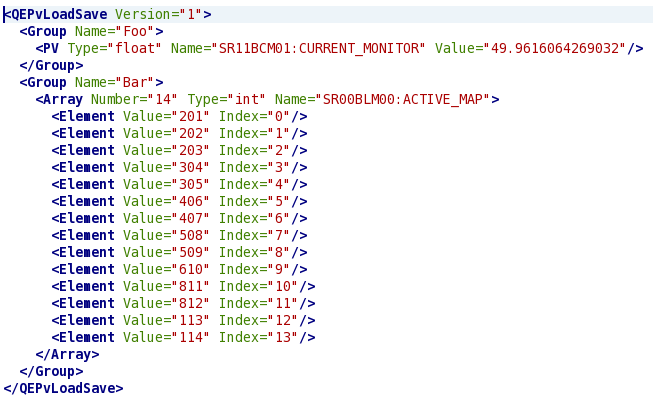 <QEPvLoadSave Version="1">
  <Group Name="Foo">
    <PV Type="float" Name="SR11BCM01:CURRENT_MONITOR" Value="49.9616064269032"/>
  </Group>
  <Group Name="Bar">
    <Array Number="14" Type="int" Name="SR00BLM00:ACTIVE_MAP">
      <Element Value="201" Index="0"/>
      <Element Value="202" Index="1"/>
      <Element Value="203" Index="2"/>
      <Element Value="304" Index="3"/>
      <Element Value="305" Index="4"/>
      <Element Value="406" Index="5"/>
      <Element Value="407" Index="6"/>
      <Element Value="508" Index="7"/>
      <Element Value="509" Index="8"/>
      <Element Value="610" Index="9"/>
      <Element Value="811" Index="10"/>
      <Element Value="812" Index="11"/>
      <Element Value="113" Index="12"/>
      <Element Value="114" Index="13"/>
    </Array>
  </Group>
</QEPvLoadSave>